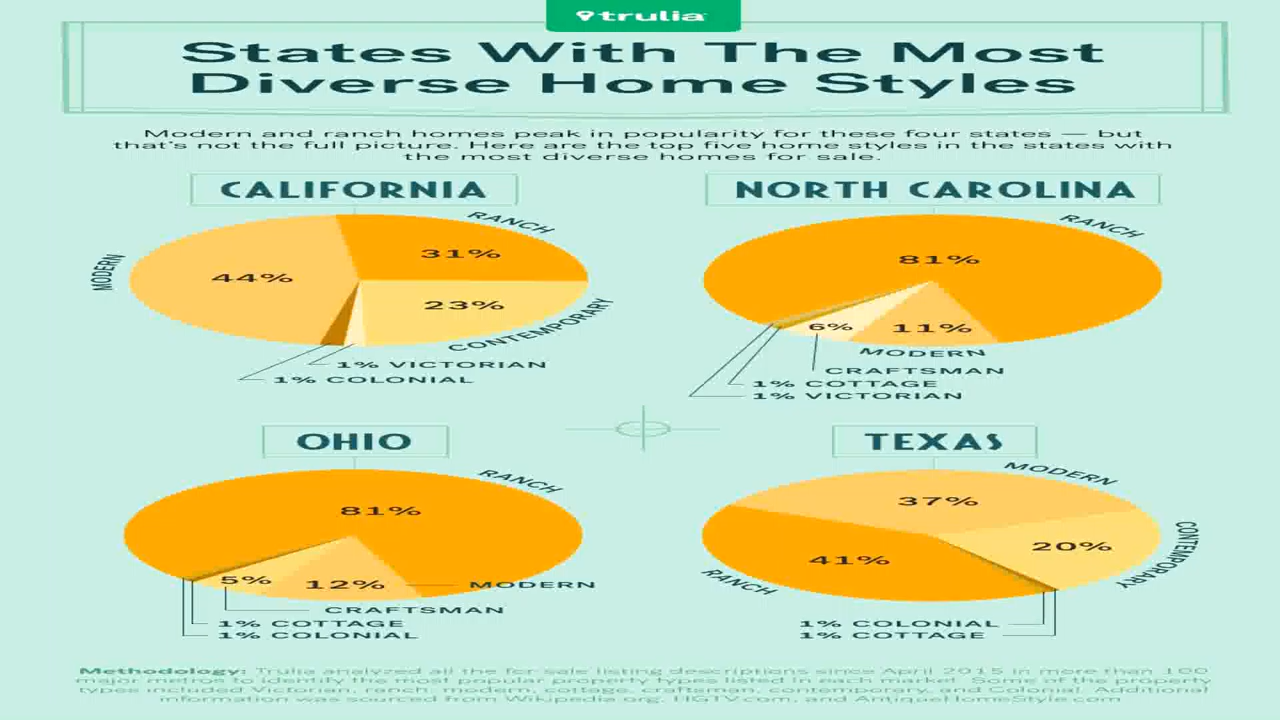 trulia
States With The Most
Diverse Home Styles
Modern and ranch homes peak in popularity for these four states — but
that's not the full picture. Here are the top five home styles in the states with
the most diverse homes for sale.
CALIFORNIA
RANCH
31%
MODERN
44%
23%
CONTEMPORARY
1% VICTORIAN
1% COLONIAL
NORTH CAROLINA
RANCH
81%
6%
11%
MODERN
CRAFTSMAN
1% COTTAGE
1% VICTORIAN
OHIO
RANCH
81%
5%
12%
MODERN
CRAFTSMAN
1% COTTAGE
1% COLONIAL
TEXAS
MODERN
37%
CONTEMPORARY
20%
41%
RANCH
1% COLONIAL
1% COTTAGE
Methodology: Trulia analyzed all the for sale listing descriptions since April 2015 in more than 100
major metros to identify the most popular property types listed in each market. Some of the property
types included Victorian, ranch, modern, cottage, craftsman, contemporary, and Colonial. Additional
information was sourced from Wikipedia.org, HGTV.com, and AntiqueHomeStyle.com